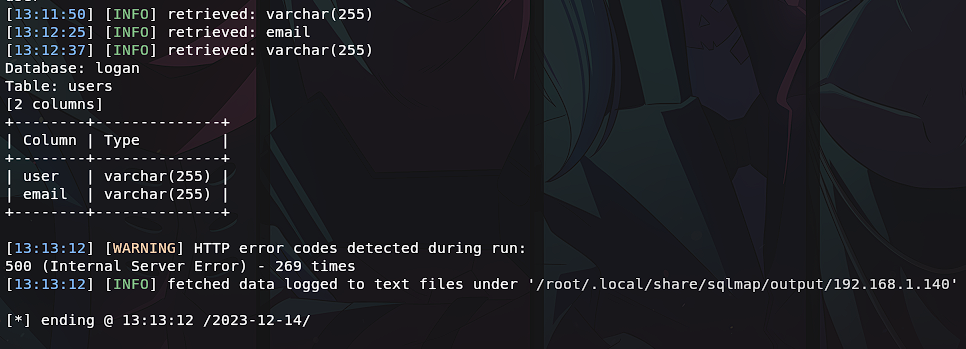 [13:11:50] [INFO] retrieved: varchar(255)
[13:12:25] [INFO] retrieved: email
[13:12:37] [INFO] retrieved: varchar(255)
Database: logan
Table: users
[2 columns]
+--------+--------------+
| Column | Type         |
+--------+--------------+
| user   | varchar(255) |
| email  | varchar(255) |
+--------+--------------+
[13:13:12] [WARNING] HTTP error codes detected during run:
500 (Internal Server Error) - 269 times
[13:13:12] [INFO] fetched data logged to text files under '/root/.local/share/sqlmap/output/192.168.1.140'
[*] ending @ 13:13:12 /2023-12-14/